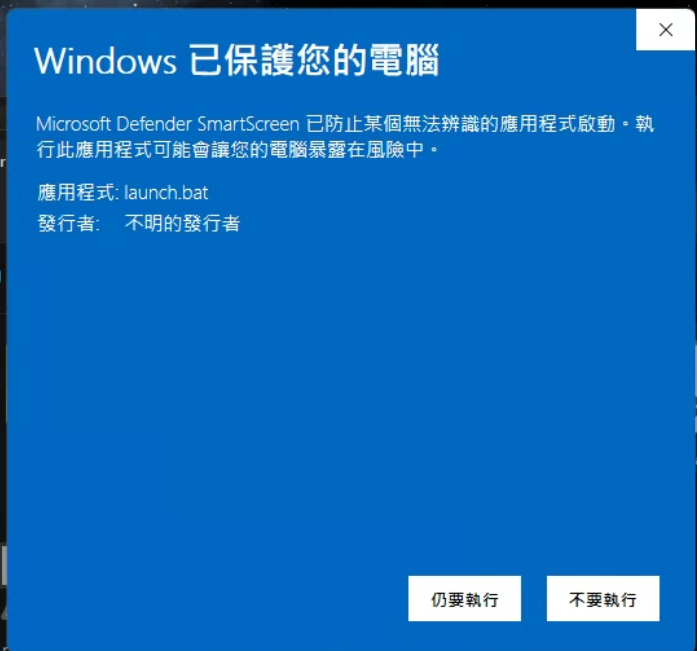 Windows 已保護您的電腦
Microsoft Defender SmartScreen 已防止某個無法辨識的應用程式啟動。執
行此應用程式可能會讓您的電腦暴露在風險中。
應用程式: launch.bat
發行者: 不明的發行者
仍要執行
不要執行